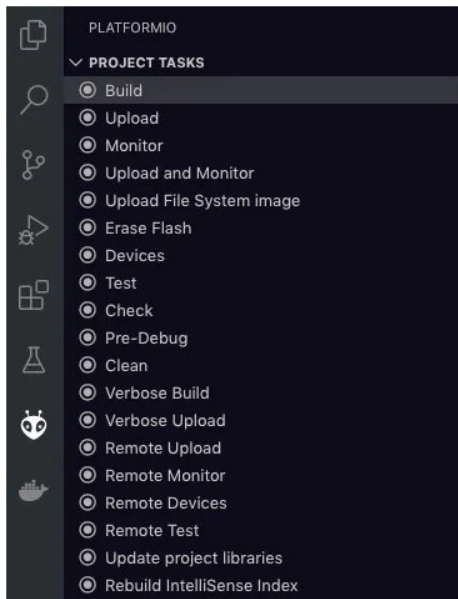 PLATFORMIO
PROJECT TASKS
Build
Upload
Monitor
Upload and Monitor
Upload File System image
Erase Flash
Devices
Test
Check
Pre-Debug
Clean
Verbose Build
Verbose Upload
Remote Upload
Remote Monitor
Remote Devices
Remote Test
Update project libraries
Rebuild IntelliSense Index